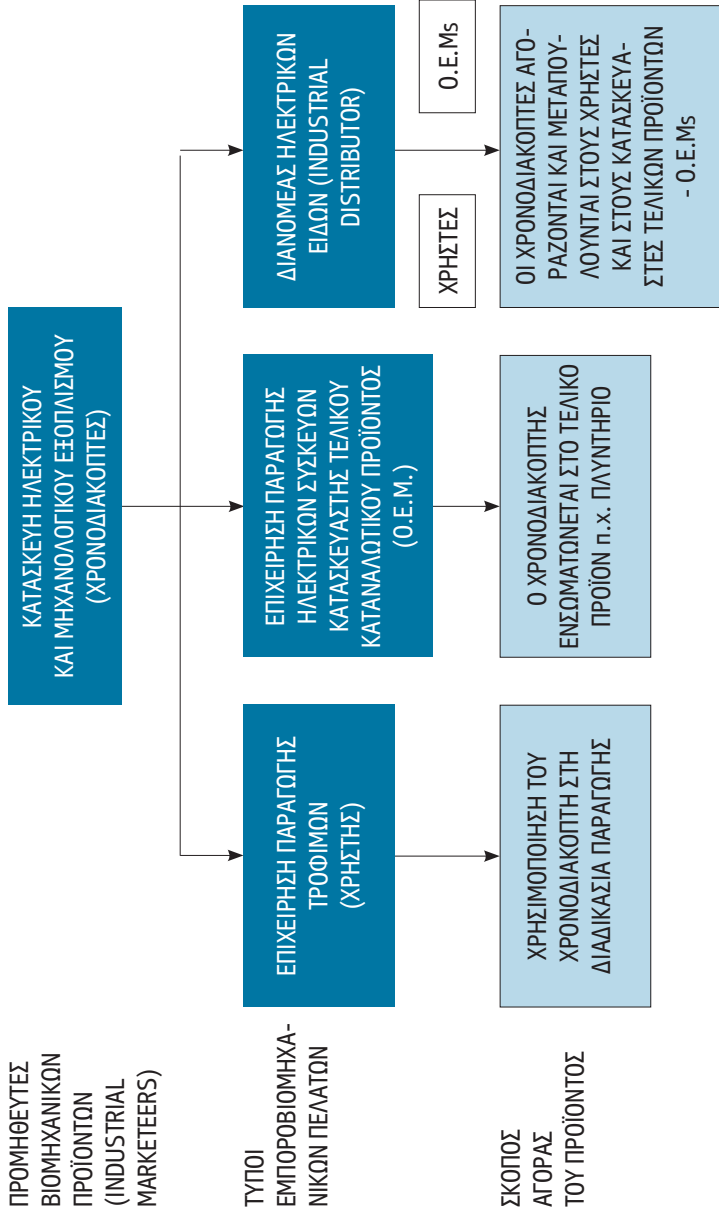 ΠΡΟΜΗΘΕΥΤΕΣ
ΒΙΟΜΗΧΑΝΙΚΩΝ
ΠΡΟΪΟΝΤΩΝ
(INDUSTRIAL
MARKETEERS)
ΚΑΤΑΣΚΕΥΗ ΗΛΕΚΤΡΙΚΟΥ
ΚΑΙ ΜΗΧΑΝΟΛΟΓΙΚΟΥ ΕΞΟΠΛΙΣΜΟΥ
(ΧΡΟΝΟΔΙΑΚΟΠΤΕΣ)
ΤΥΠΟΙ
ΕΜΠΟΡΟΒΙΟΜΗΧΑ-
ΝΙΚΩΝ ΠΕΛΑΤΩΝ
ΕΠΙΧΕΙΡΗΣΗ ΠΑΡΑΓΩΓΗΣ
ΤΡΟΦΙΜΩΝ
(ΧΡΗΣΤΗΣ)
ΕΠΙΧΕΙΡΗΣΗ ΠΑΡΑΓΩΓΗΣ
ΗΛΕΚΤΡΙΚΩΝ ΣΥΣΚΕΥΩΝ
ΚΑΤΑΣΚΕΥΑΣΤΗΣ ΤΕΛΙΚΟΥ
ΚΑΤΑΝΑΛΩΤΙΚΟΥ ΠΡΟΪΟΝΤΟΣ
(O.E.M.)
ΔΙΑΝΟΜΕΑΣ ΗΛΕΚΤΡΙΚΩΝ
ΕΙΔΩΝ (INDUSTRIAL
DISTRIBUTOR)
ΧΡΗΣΤΕΣ
O.E.Ms
ΣΚΟΠΟΣ
ΑΓΟΡΑΣ
ΤΟΥ ΠΡΟΪΟΝΤΟΣ
ΧΡΗΣΙΜΟΠΟΙΗΣΗ ΤΟΥ
ΧΡΟΝΟΔΙΑΚΟΠΤΗ ΣΤΗ
ΔΙΑΔΙΚΑΣΙΑ ΠΑΡΑΓΩΓΗΣ
Ο ΧΡΟΝΟΔΙΑΚΟΠΤΗΣ
ΕΝΣΩΜΑΤΩΝΕΤΑΙ ΣΤΟ ΤΕΛΙΚΟ
ΠΡΟΪΟΝ π.χ. ΠΛΥΝΤΗΡΙΟ
ΟΙ ΧΡΟΝΟΔΙΑΚΟΠΤΕΣ ΑΓΟ-
ΡΑΖΟΝΤΑΙ ΚΑΙ ΜΕΤΑΠΟΥ-
ΛΟΥΝΤΑΙ ΣΤΟΥΣ ΧΡΗΣΤΕΣ
ΚΑΙ ΣΤΟΥΣ ΚΑΤΑΣΚΕΥΑ-
ΣΤΕΣ ΤΕΛΙΚΩΝ ΠΡΟΪΟΝΤΩΝ
- O.E.Ms